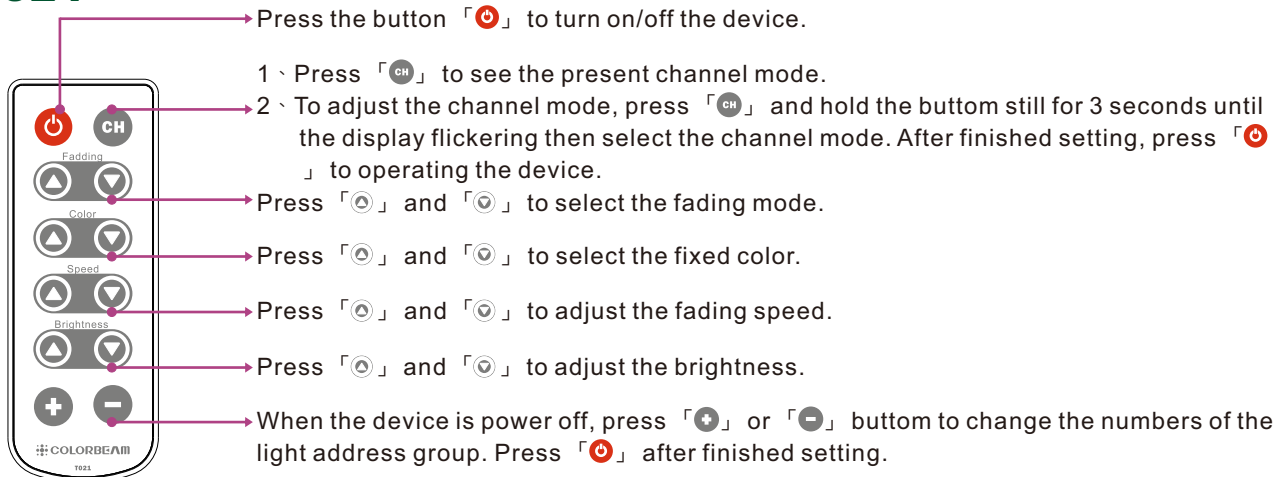 Press the button 「⏻」 to turn on/off the device.
1、Press 「CH」 to see the present channel mode.
2、To adjust the channel mode, press 「CH」 and hold the buttom still for 3 seconds until
the display flickering then select the channel mode. After finished setting, press 「⏻
」 to operating the device.
Press 「△」 and 「▽」 to select the fading mode.
Press 「△」 and 「▽」 to select the fixed color.
Press 「△」 and 「▽」 to adjust the fading speed.
Press 「△」 and 「▽」 to adjust the brightness.
When the device is power off, press 「+」 or 「-」 buttom to change the numbers of the
light address group. Press 「⏻」 after finished setting.
CH
Fadding
Color
Speed
Brightness
COLORBEAM
T021